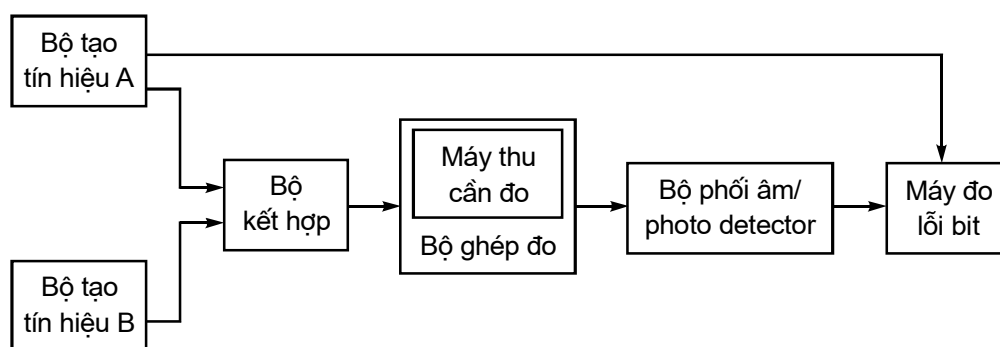 Bộ tạo
tín hiệu A
Bộ
kết hợp
Máy thu
cần đo
Bộ ghép đo
Bộ phối âm/
photo detector
Máy đo
lỗi bit
Bộ tạo
tín hiệu B